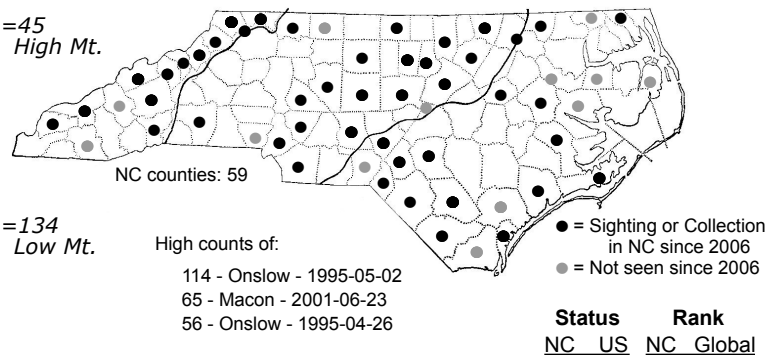 =45
High Mt.
NC counties: 59
=134
Low Mt.
High counts of:
114 - Onslow - 1995-05-02
65 - Macon - 2001-06-23
56 - Onslow - 1995-04-26
● = Sighting or Collection
in NC since 2006
● = Not seen since 2006
Status Rank
NC US NC Global